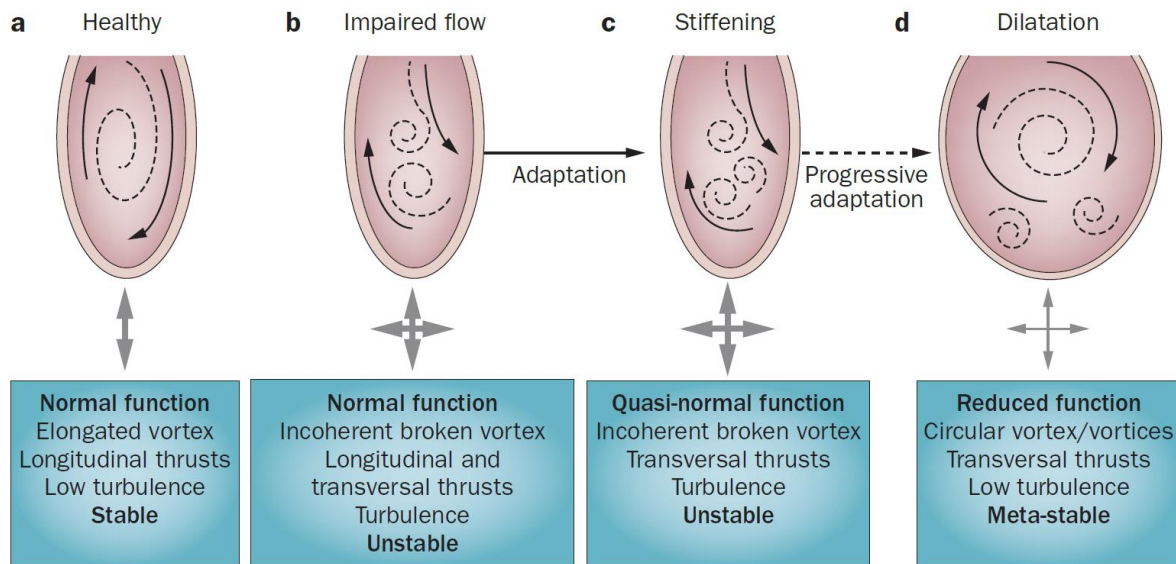 a Healthy
b Impaired flow
c Stiffening
d Dilatation
Adaptation
Progressive
adaptation
Normal function
Elongated vortex
Longitudinal thrusts
Low turbulence
Stable
Normal function
Incoherent broken vortex
Longitudinal and
transversal thrusts
Turbulence
Unstable
Quasi-normal function
Incoherent broken vortex
Transversal thrusts
Turbulence
Unstable
Reduced function
Circular vortex/vortices
Transversal thrusts
Low turbulence
Meta-stable